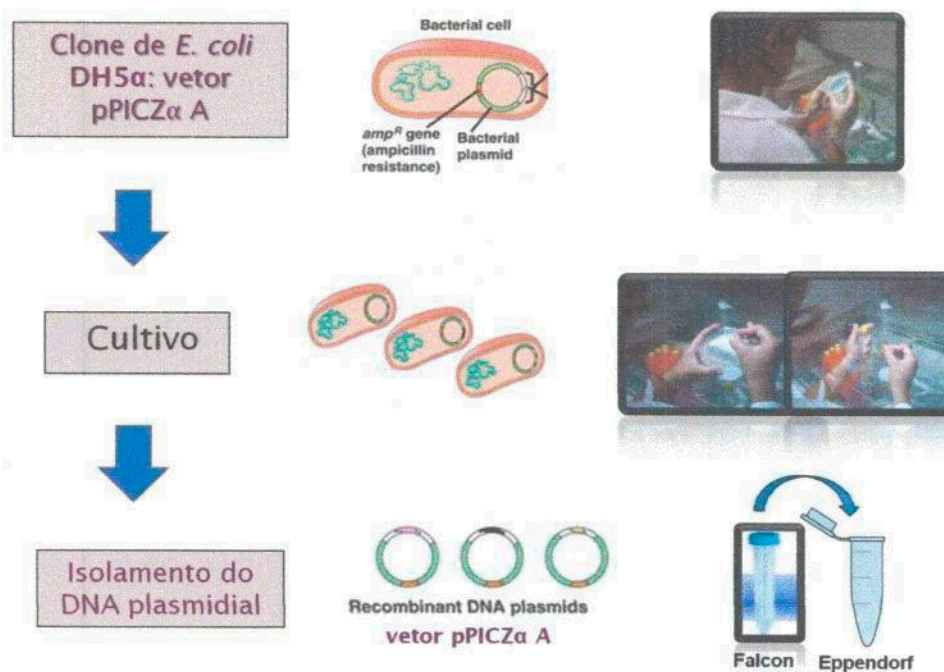 Clone de E. coli
DH5α: vetor
pPICZα A
Bacterial cell
ampR gene
(ampicillin
resistance)
Bacterial
plasmid
Cultivo
Isolamento do
DNA plasmidial
Recombinant DNA plasmids
vetor pPICZα A
Falcon
Eppendorf